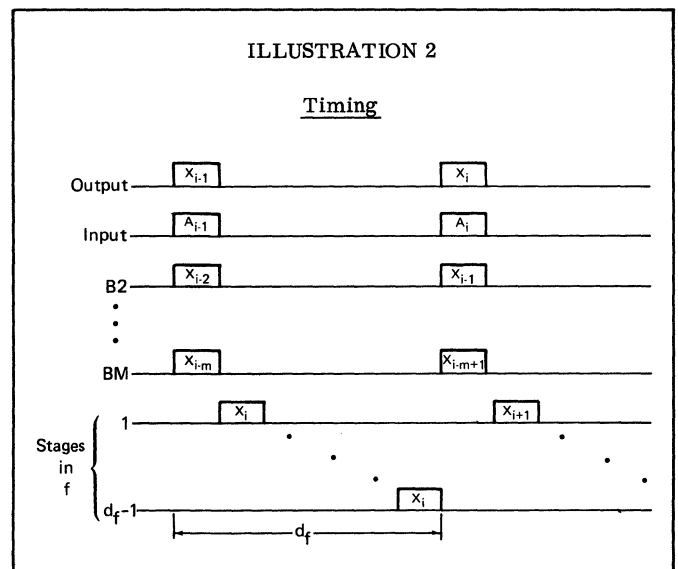 ILLUSTRATION 2
Timing
Output X_{i-1} X_i
Input A_{i-1} A_i
B2 X_{i-2} X_{i-1}
BM X_{i-m} X_{i-m+1}
Stages in f
1 X_i X_{i+1}
d_f-1 X_i
d_f